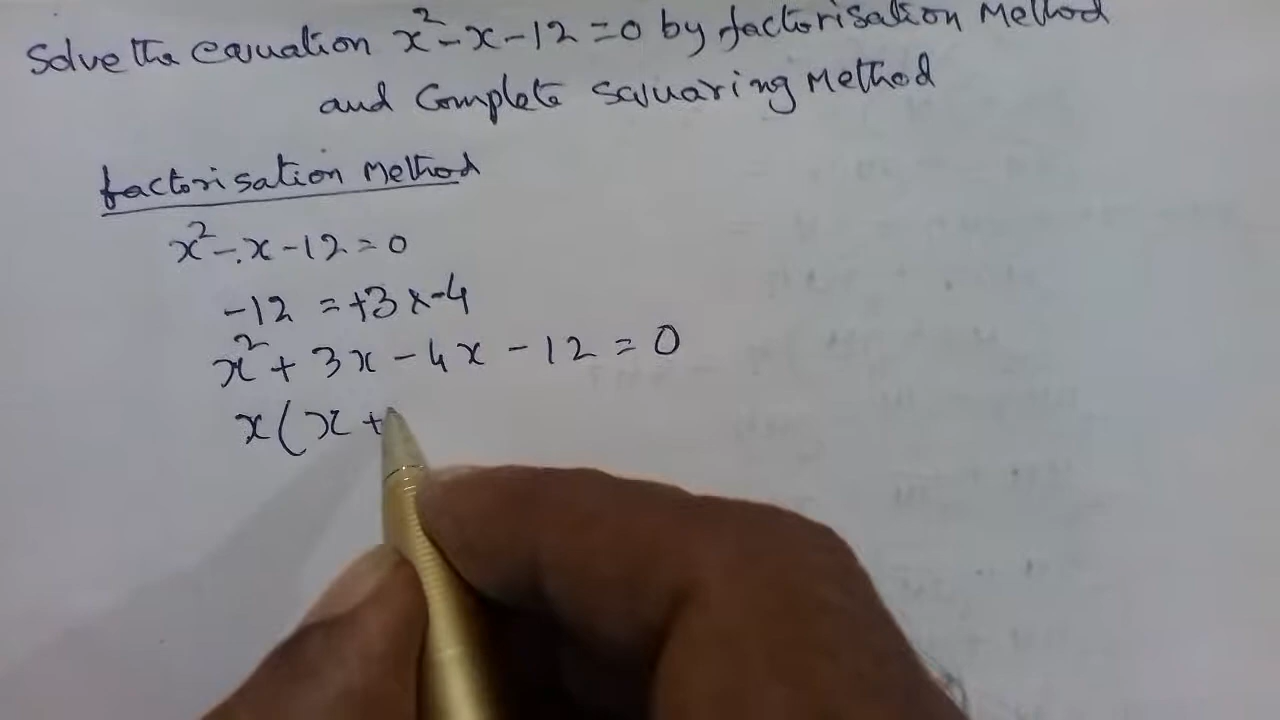 Solve the equation x² - x - 12 = 0 by factorisation Method
and Complete Squaring Method
factorisation Method
x² - x - 12 = 0
-12 = +3 x -4
x² + 3x - 4x - 12 = 0
x(x +